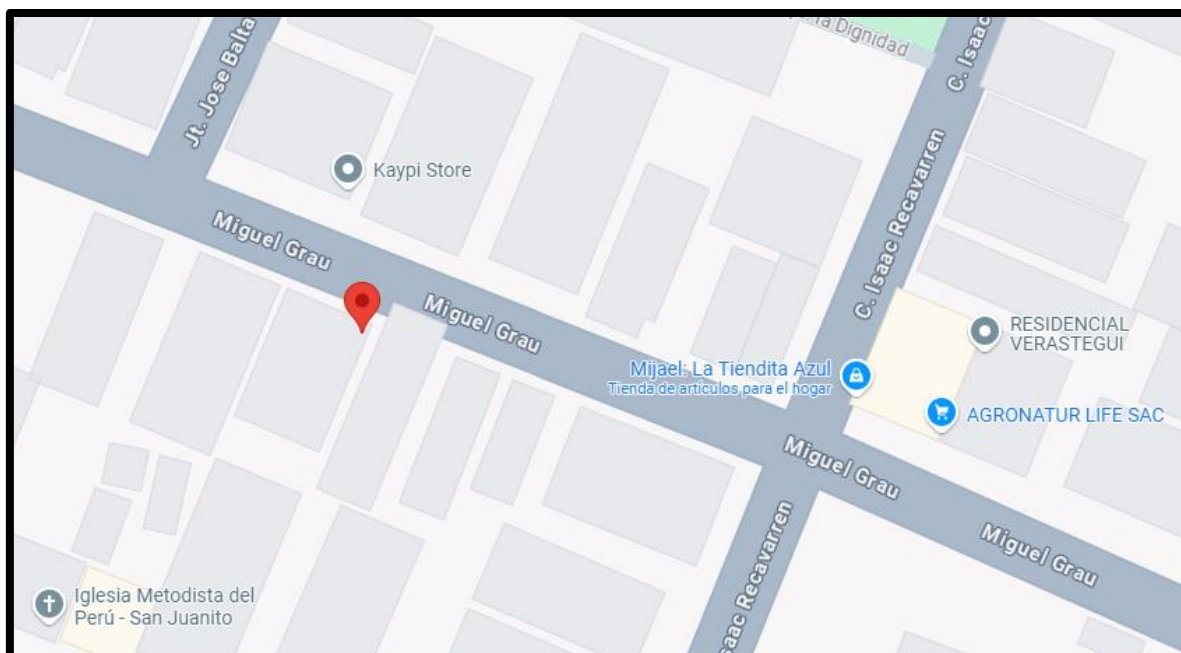 la Dignidad
C. Isaac
Jt. Jose Balta
Kaypi Store
C. Isaac Recavarren
Miguel Grau
Miguel Grau
RESIDENCIAL
VERASTEGUI
Mijael: La Tiendita Azul
Tienda de artículos para el hogar
AGRONATUR LIFE SAC
Miguel Grau
Miguel Grau
Isaac Recavarren
Iglesia Metodista del
Perú - San Juanito